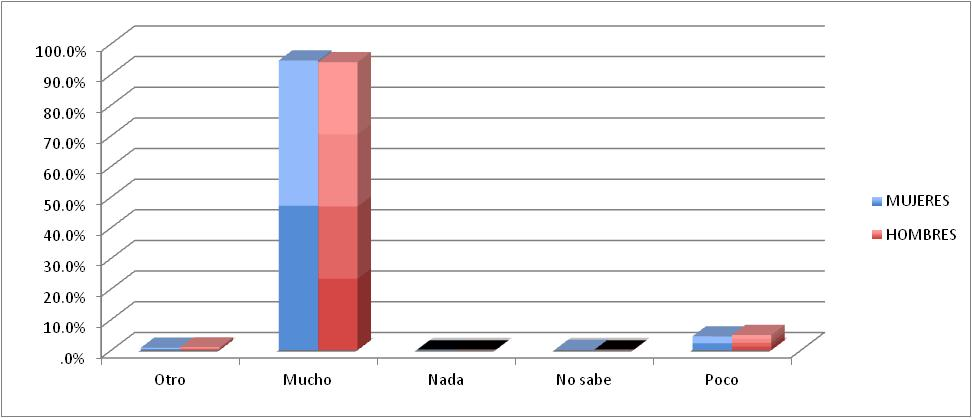 100.0%
90.0%
80.0%
70.0%
60.0%
50.0%
40.0%
30.0%
20.0%
10.0%
.0%
Otro
Mucho
Nada
No sabe
Poco
MUJERES
HOMBRES